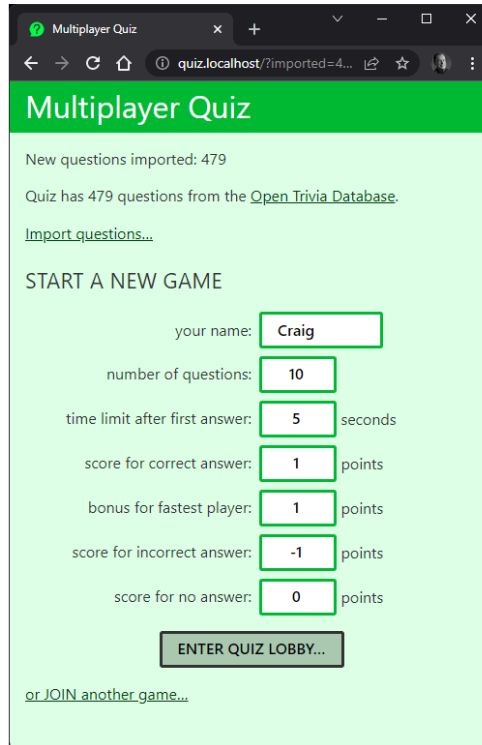 Multiplayer Quiz
quiz.localhost/?imported=4...
Multiplayer Quiz
New questions imported: 479
Quiz has 479 questions from the Open Trivia Database.
Import questions...
START A NEW GAME
your name: Craig
number of questions: 10
time limit after first answer: 5 seconds
score for correct answer: 1 points
bonus for fastest player: 1 points
score for incorrect answer: -1 points
score for no answer: 0 points
ENTER QUIZ LOBBY...
or JOIN another game...